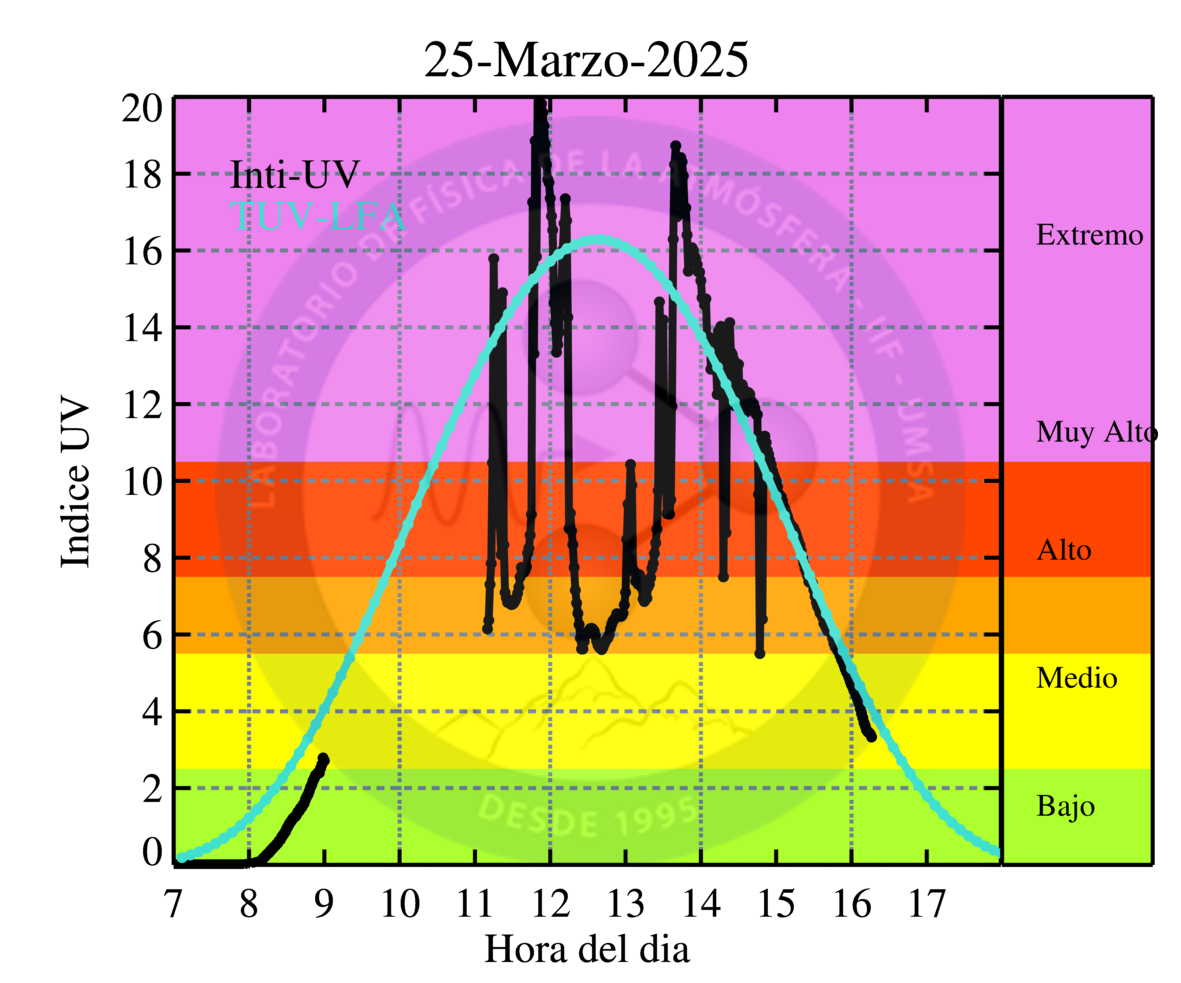 25-Marzo-2025
Indice UV
20
18
16
14
12
10
8
6
4
2
0
Inti-UV
TUV-LFA
LABORATORIO DE FÍSICA DE LA ATMÓSFERA - IIF - UMSA
DESDE 1995
Extremo
Muy Alto
Alto
Medio
Bajo
7 8 9 10 11 12 13 14 15 16 17
Hora del dia